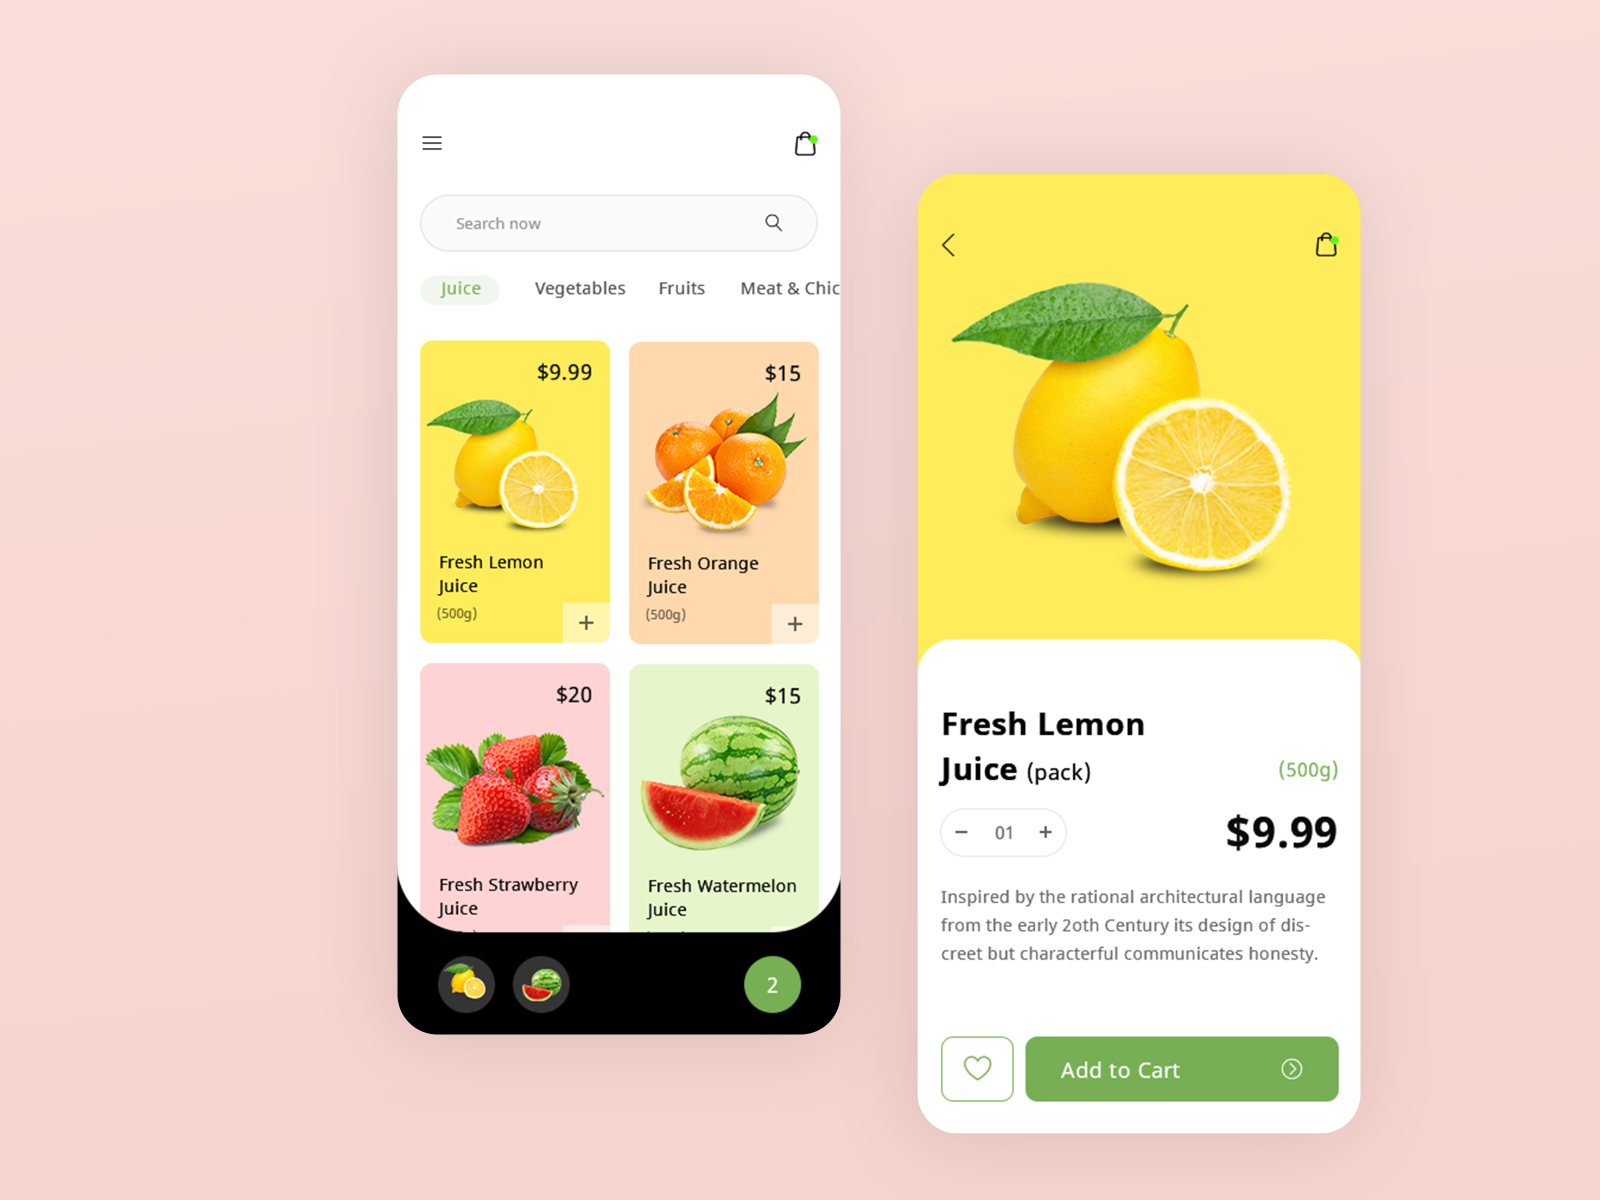 Search now
Juice Vegetables Fruits Meat & Chic
$9.99
Fresh Lemon
Juice
(500g)
+
$15
Fresh Orange
Juice
(500g)
+
$20
Fresh Strawberry
Juice
$15
Fresh Watermelon
Juice
2
Fresh Lemon
Juice (pack) (500g)
− 01 + $9.99
Inspired by the rational architectural language
from the early 2oth Century its design of dis-
creet but characterful communicates honesty.
Add to Cart